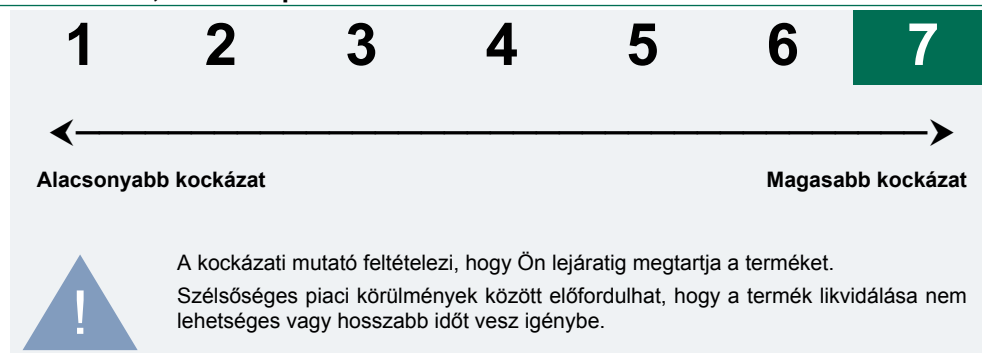 1 2 3 4 5 6 7
Alacsonyabb kockázat Magasabb kockázat
A kockázati mutató feltételezi, hogy Ön lejáratig megtartja a terméket.
Szélsőséges piaci körülmények között előfordulhat, hogy a termék likvidálása nem
lehetséges vagy hosszabb időt vesz igénybe.
!